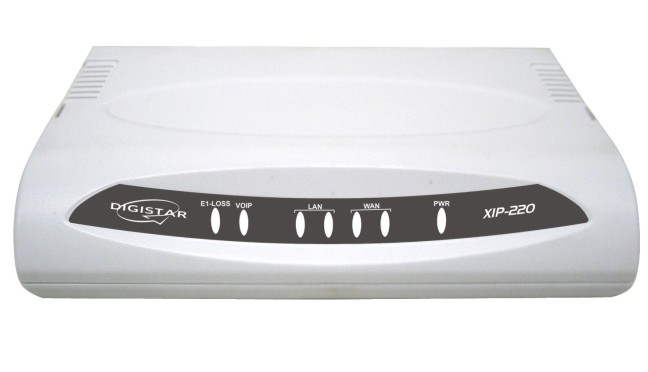 DIGISTAR
E1-LOSS VOIP LAN WAN PWR
XIP-220